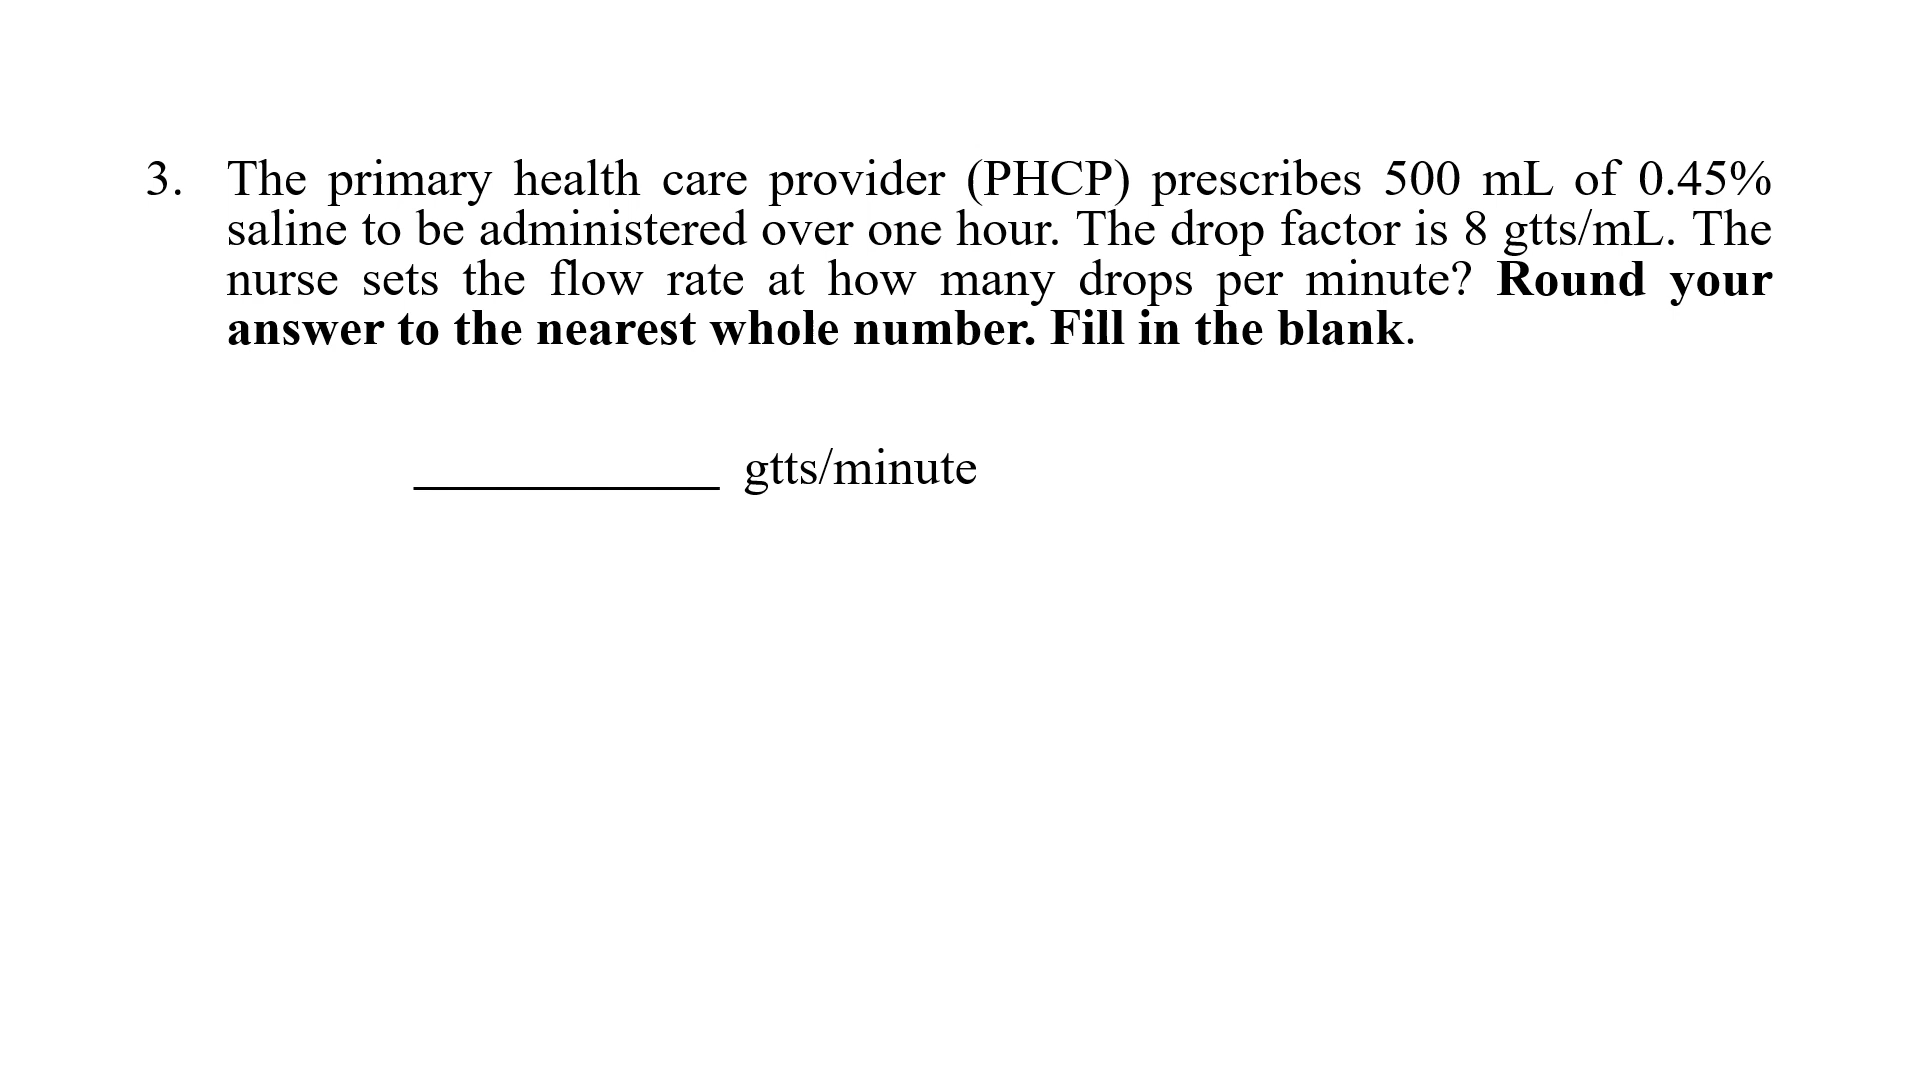 3. The primary health care provider (PHCP) prescribes 500 mL of 0.45%
saline to be administered over one hour. The drop factor is 8 gtts/mL. The
nurse sets the flow rate at how many drops per minute? Round your
answer to the nearest whole number. Fill in the blank.
____________ gtts/minute